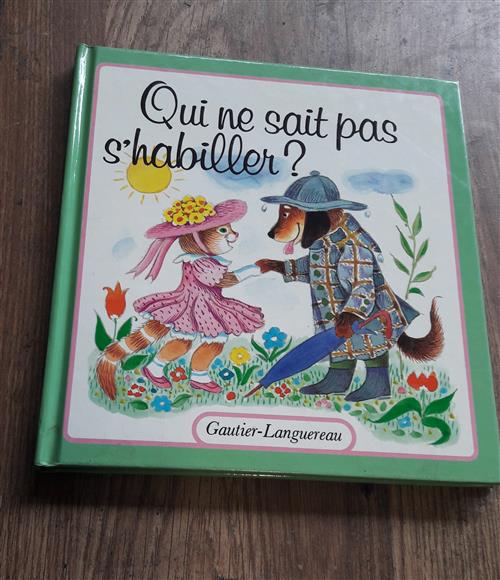 Qui ne sait pas
s'habiller ?
Gautier-Languereau